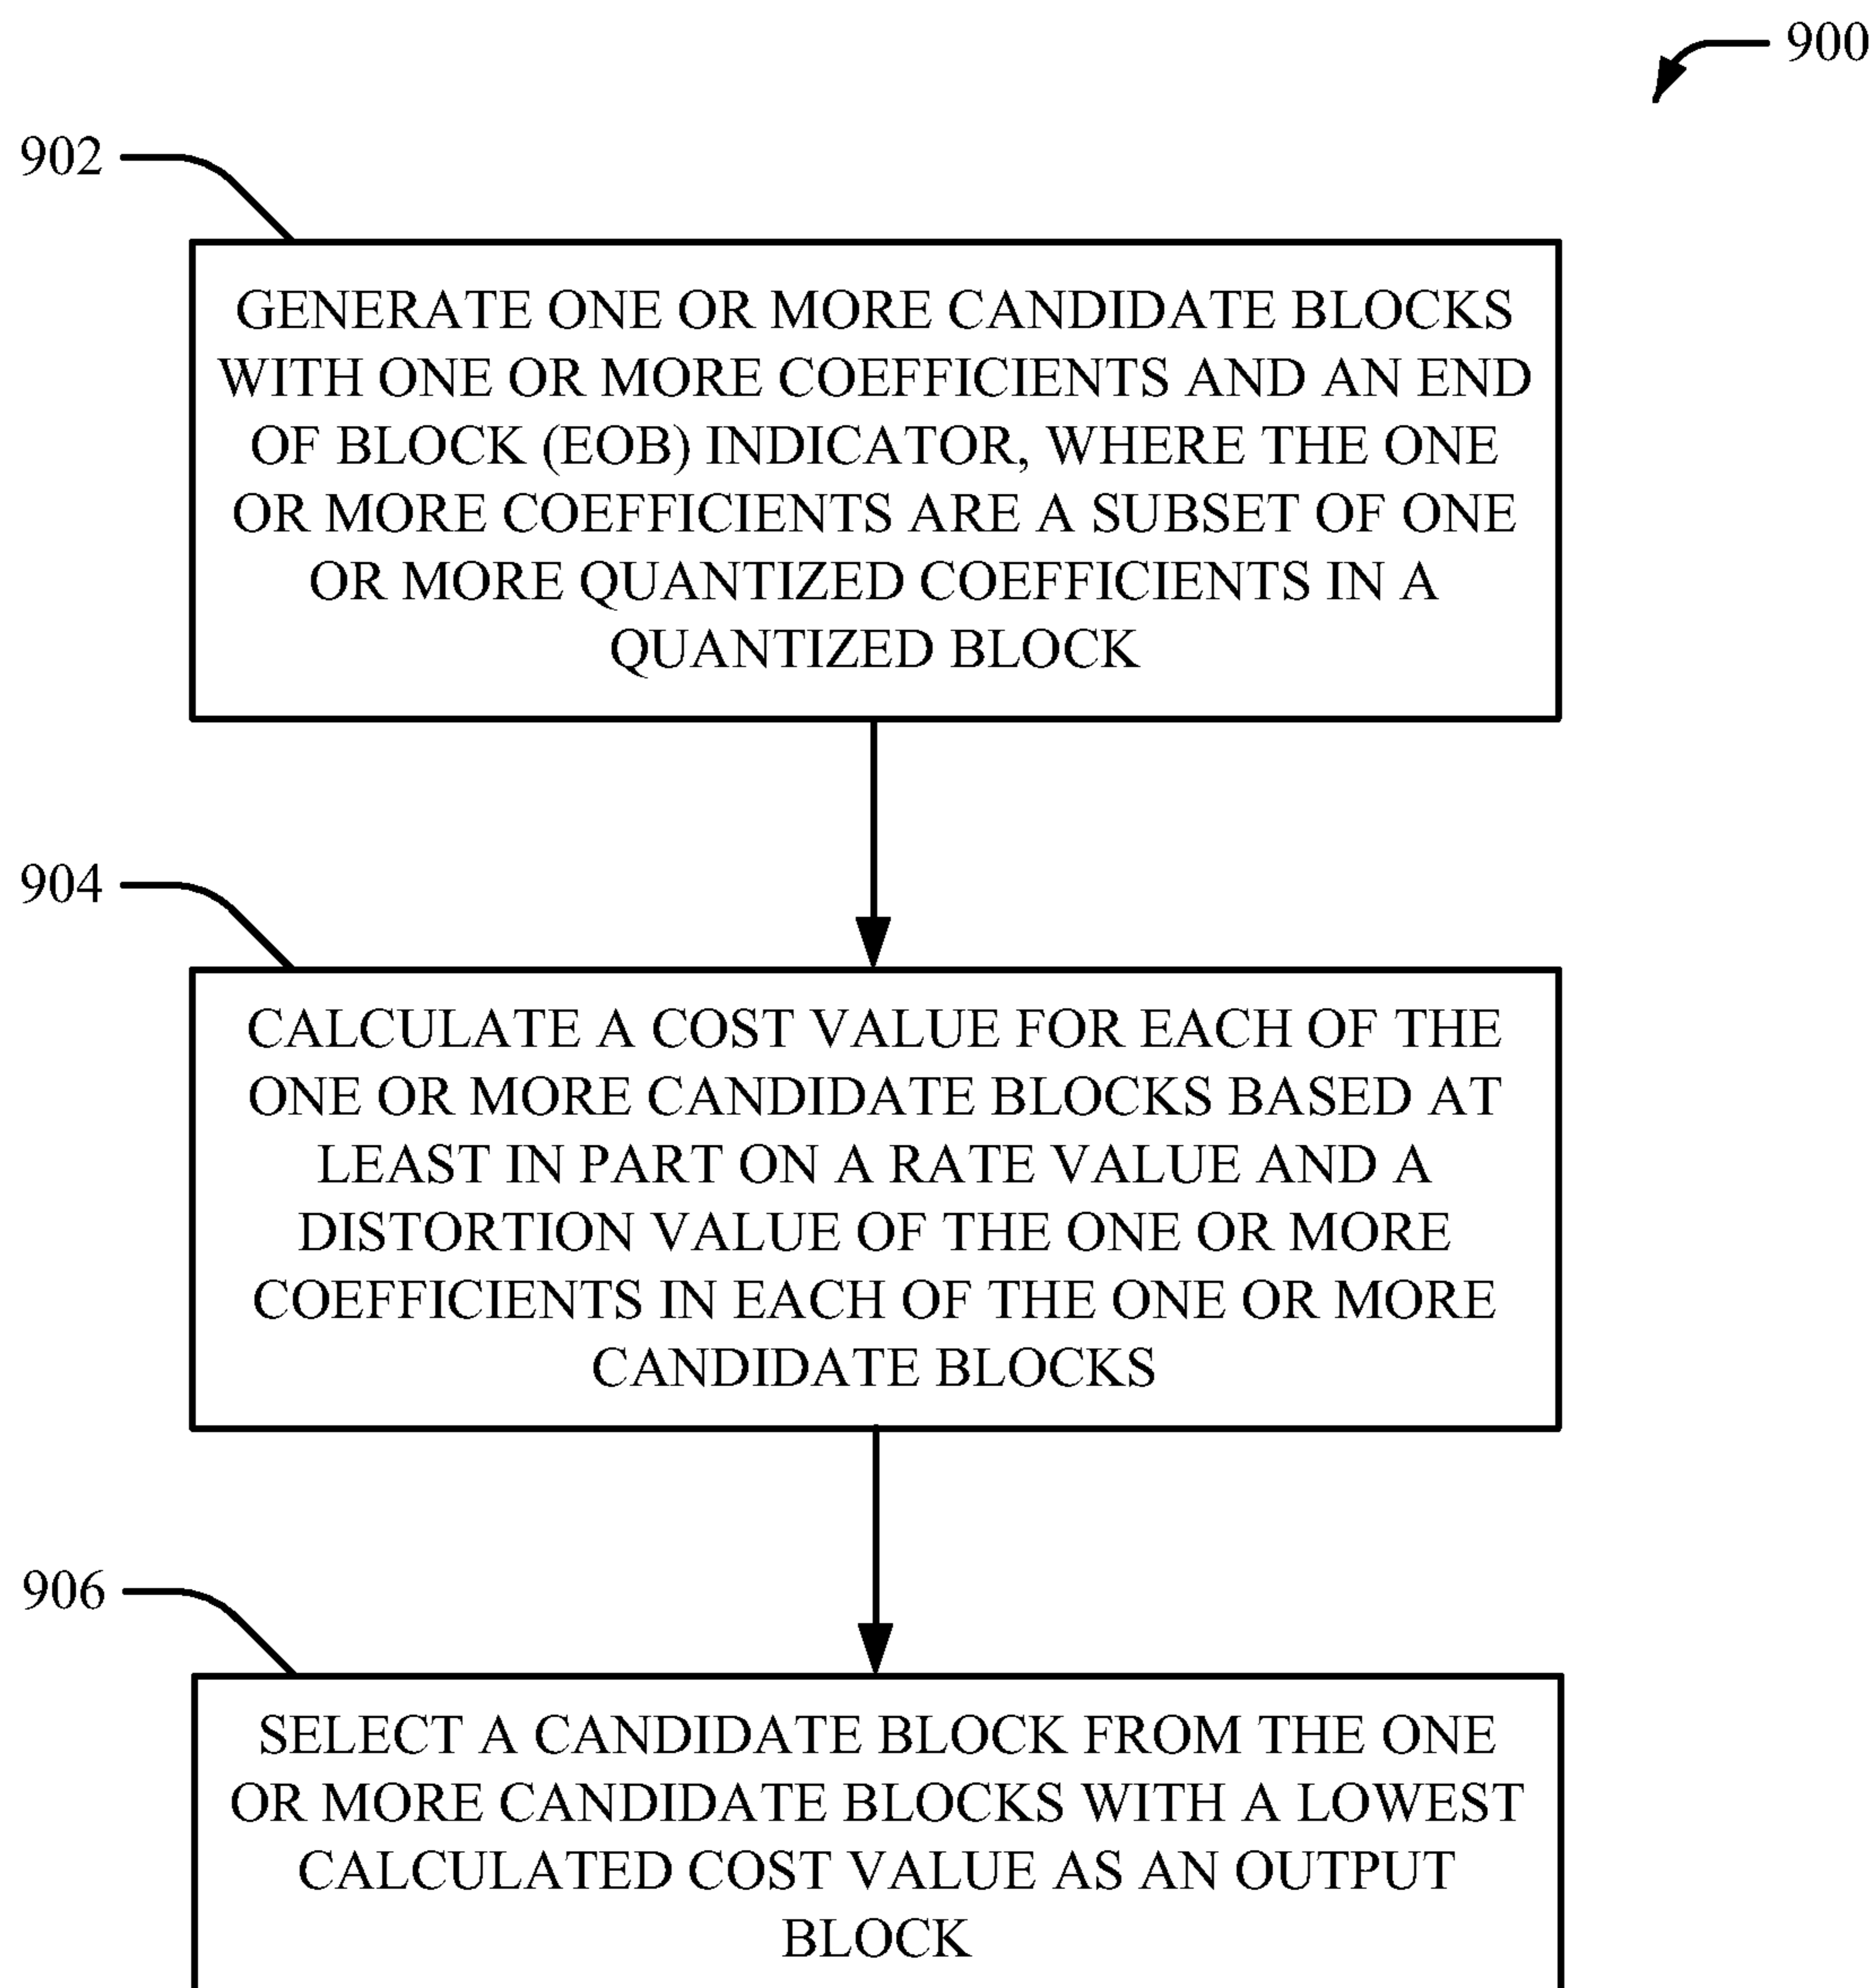 900
902
GENERATE ONE OR MORE CANDIDATE BLOCKS
WITH ONE OR MORE COEFFICIENTS AND AN END
OF BLOCK (EOB) INDICATOR, WHERE THE ONE
OR MORE COEFFICIENTS ARE A SUBSET OF ONE
OR MORE QUANTIZED COEFFICIENTS IN A
QUANTIZED BLOCK
904
CALCULATE A COST VALUE FOR EACH OF THE
ONE OR MORE CANDIDATE BLOCKS BASED AT
LEAST IN PART ON A RATE VALUE AND A
DISTORTION VALUE OF THE ONE OR MORE
COEFFICIENTS IN EACH OF THE ONE OR MORE
CANDIDATE BLOCKS
906
SELECT A CANDIDATE BLOCK FROM THE ONE
OR MORE CANDIDATE BLOCKS WITH A LOWEST
CALCULATED COST VALUE AS AN OUTPUT
BLOCK